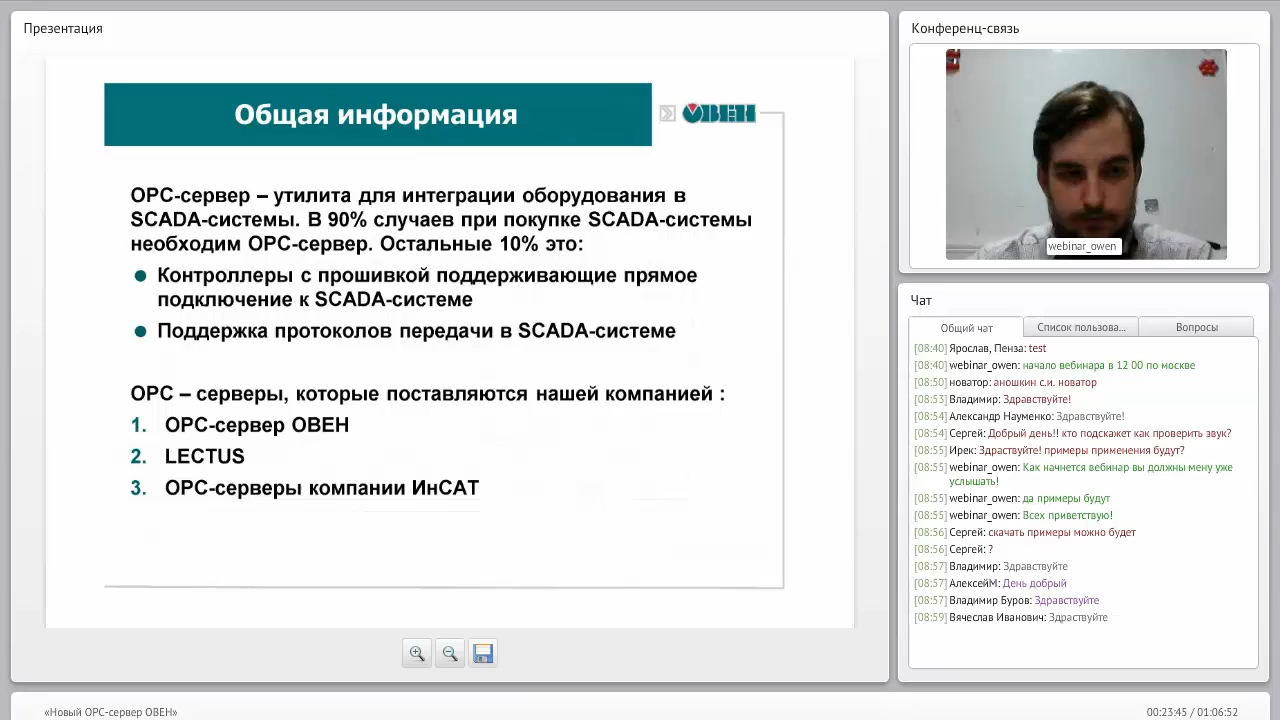 Презентация
Общая информация
ОВЕН
ОРС-сервер – утилита для интеграции оборудования в
SCADA-системы. В 90% случаев при покупке SCADA-системы
необходим ОРС-сервер. Остальные 10% это:
Контроллеры с прошивкой поддерживающие прямое
подключение к SCADA-системе
Поддержка протоколов передачи в SCADA-системе
ОРС – серверы, которые поставляются нашей компанией :
1. ОРС-сервер ОВЕН
2. LECTUS
3. ОРС-серверы компании ИнСАТ
«Новый OPC-сервер ОВЕН»
Конференц-связь
webinar_owen
Чат
Общий чат
Список пользова...
Вопросы
[08:40] Ярослав, Пенза: test
[08:40] webinar_owen: начало вебинара в 12 00 по москве
[08:50] новатор: аношкин с.и. новатор
[08:53] Владимир: Здравствуйте!
[08:54] Александр Науменко: Здравствуйте!
[08:54] Сергей: Добрый день!! кто подскажет как проверить звук?
[08:55] Ирек: Здраствуйте! примеры применения будут?
[08:55] webinar_owen: Как начнется вебинар вы должны мену уже
услышать!
[08:55] webinar_owen: да примеры будут
[08:55] webinar_owen: Всех приветствую!
[08:56] Сергей: скачать примеры можно будет
[08:56] Сергей: ?
[08:57] Владимир: Здравствуйте
[08:57] АлексейМ: День добрый
[08:57] Владимир Буров: Здравствуйте
[08:59] Вячеслав Иванович: Здраствуйте
00:23:45 / 01:06:52